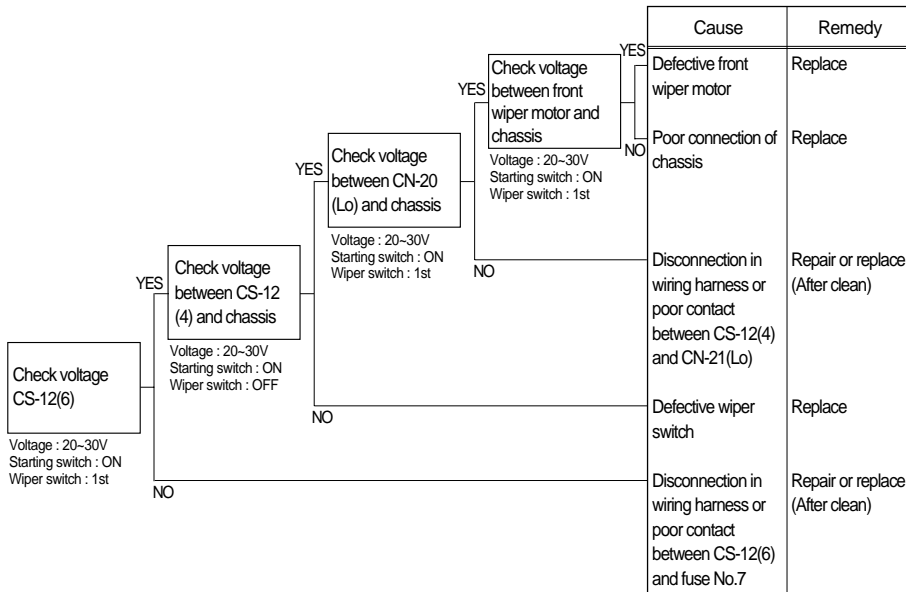 Check voltage
CS-12(6)
Voltage : 20~30V
Starting switch : ON
Wiper switch : 1st
YES
NO
Check voltage
between CS-12
(4) and chassis
Voltage : 20~30V
Starting switch : ON
Wiper switch : OFF
YES
NO
Check voltage
between CN-20
(Lo) and chassis
Voltage : 20~30V
Starting switch : ON
Wiper switch : 1st
YES
NO
Check voltage
between front
wiper motor and
chassis
Voltage : 20~30V
Starting switch : ON
Wiper switch : 1st
YES
NO
Cause
Remedy
Defective front
wiper motor
Replace
Poor connection of
chassis
Replace
Disconnection in
wiring harness or
poor contact
between CS-12(4)
and CN-21(Lo)
Repair or replace
(After clean)
Defective wiper
switch
Replace
Disconnection in
wiring harness or
poor contact
between CS-12(6)
and fuse No.7
Repair or replace
(After clean)